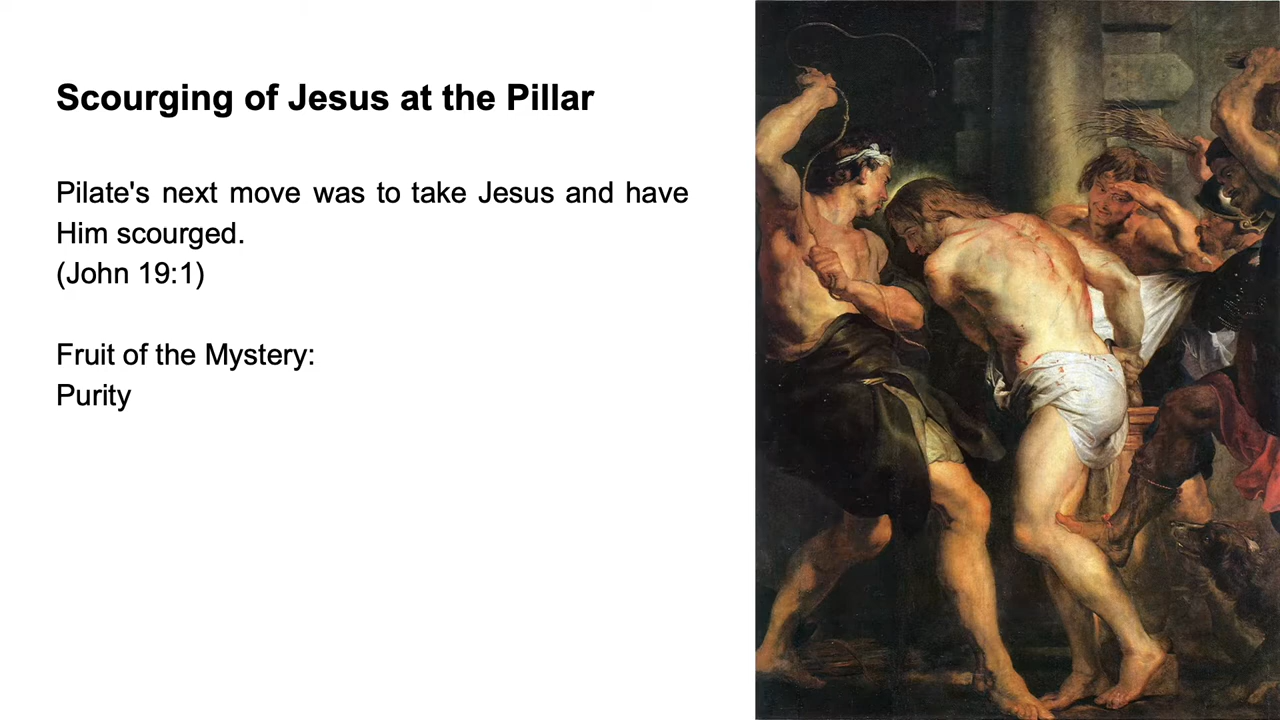 Scourging of Jesus at the Pillar
Pilate's next move was to take Jesus and have
Him scourged.
(John 19:1)
Fruit of the Mystery:
Purity